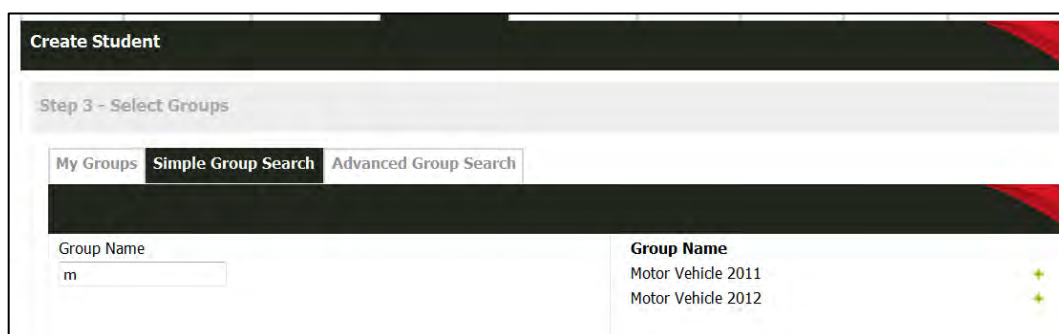 Create Student
Step 3 - Select Groups
My Groups Simple Group Search Advanced Group Search
Group Name
m
Group Name
Motor Vehicle 2011
Motor Vehicle 2012